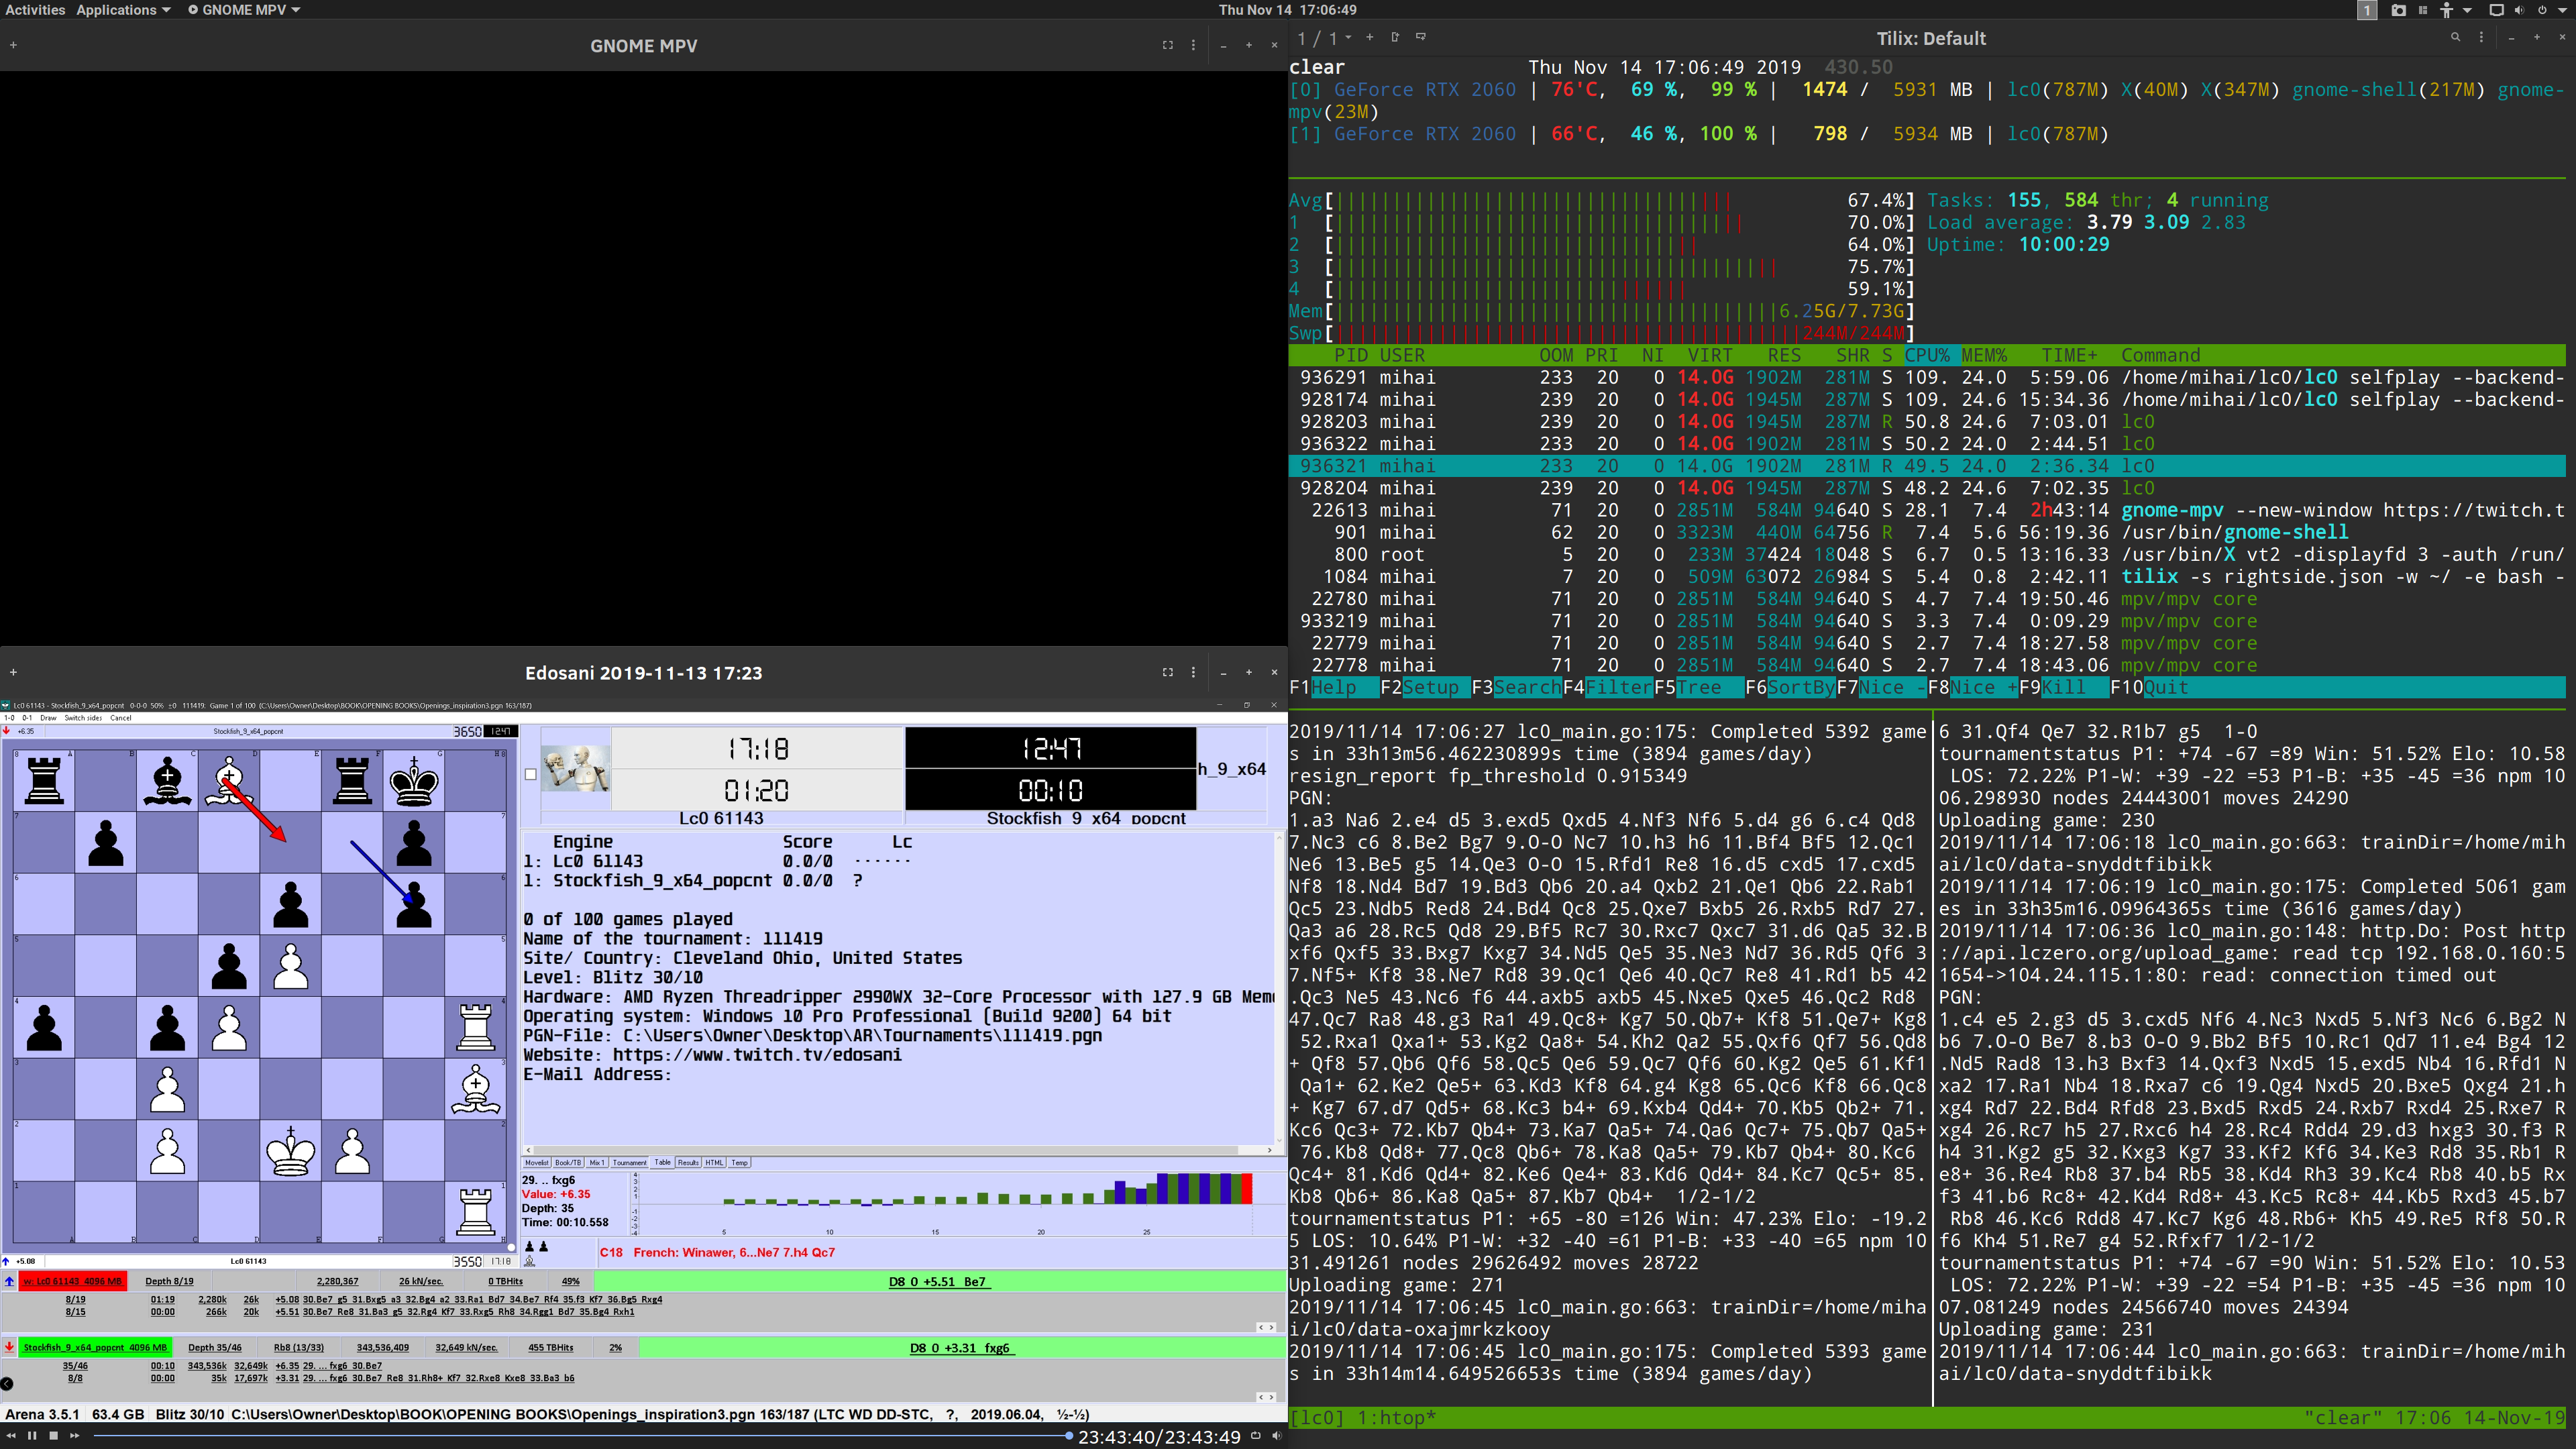 Activities Applications GNOME MPV Thu Nov 14 17:06:49 1
GNOME MPV
1 / 1 Tilix: Default
clear Thu Nov 14 17:06:49 2019 430.50
[0] GeForce RTX 2060 | 76'C, 69 %, 99 % | 1474 / 5931 MB | lc0(787M) X(40M) X(347M) gnome-shell(217M) gnome-
mpv(23M)
[1] GeForce RTX 2060 | 66'C, 46 %, 100 % | 798 / 5934 MB | lc0(787M)
Avg[ 67.4%] Tasks: 155, 584 thr; 4 running
1 [ 70.0%] Load average: 3.79 3.09 2.83
2 [ 64.0%] Uptime: 10:00:29
3 [ 75.7%]
4 [ 59.1%]
Mem[ 6.25G/7.73G]
Swp[ 244M/244M]
PID USER OOM PRI NI VIRT RES SHR S CPU% MEM% TIME+ Command
936291 mihai 233 20 0 14.0G 1902M 281M S 109. 24.0 5:59.06 /home/mihai/lc0/lc0 selfplay --backend-
928174 mihai 239 20 0 14.0G 1945M 287M S 109. 24.6 15:34.36 /home/mihai/lc0/lc0 selfplay --backend-
928203 mihai 239 20 0 14.0G 1945M 287M R 50.8 24.6 7:03.01 lc0
936322 mihai 233 20 0 14.0G 1902M 281M S 50.2 24.0 2:44.51 lc0
936321 mihai 233 20 0 14.0G 1902M 281M R 49.5 24.0 2:36.34 lc0
928204 mihai 239 20 0 14.0G 1945M 287M S 48.2 24.6 7:02.35 lc0
22613 mihai 71 20 0 2851M 584M 94640 S 28.1 7.4 2h43:14 gnome-mpv --new-window https://twitch.t
901 mihai 62 20 0 3323M 440M 64756 R 7.4 5.6 56:19.36 /usr/bin/gnome-shell
800 root 5 20 0 233M 37424 18048 S 6.7 0.5 13:16.33 /usr/bin/X vt2 -displayfd 3 -auth /run/
1084 mihai 7 20 0 509M 63072 26984 S 5.4 0.8 2:42.11 tilix -s rightside.json -w ~/ -e bash -
22780 mihai 71 20 0 2851M 584M 94640 S 4.7 7.4 19:50.46 mpv/mpv core
933219 mihai 71 20 0 2851M 584M 94640 S 3.3 7.4 0:09.29 mpv/mpv core
22779 mihai 71 20 0 2851M 584M 94640 S 2.7 7.4 18:27.58 mpv/mpv core
22778 mihai 71 20 0 2851M 584M 94640 S 2.7 7.4 18:43.06 mpv/mpv core
F1Help F2Setup F3SearchF4FilterF5Tree F6SortByF7Nice -F8Nice +F9Kill F10Quit
Edosani 2019-11-13 17:23
Lc0 61143 - Stockfish_9_x64_popcnt 0-0-0 50% ±0 111419: Game 1 of 100 (C:\Users\Owner\Desktop\BOOK\OPENING BOOKS\Openings_inspiration3.pgn 163/187)
1-0 0-1 Draw Switch sides Cancel
+6.35 Stockfish_9_x64_popcnt 3650 12:47
17:18 12:47
01:20 00:10
h_9_x64
Lc0 61143 Stockfish_9_x64_popcnt
Engine Score Lc
1: Lc0 61143 0.0/0 ······
1: Stockfish_9_x64_popcnt 0.0/0 ?
0 of 100 games played
Name of the tournament: 111419
Site/ Country: Cleveland Ohio, United States
Level: Blitz 30/10
Hardware: AMD Ryzen Threadripper 2990WX 32-Core Processor with 127.9 GB Mem
Operating system: Windows 10 Pro Professional (Build 9200) 64 bit
PGN-File: C:\Users\Owner\Desktop\AR\Tournaments\111419.pgn
Website: https://www.twitch.tv/edosani
E-Mail Address:
Movelist Book/TB Mix 1 Tournament Table Results HTML Temp
29. .. fxg6
Value: +6.35
Depth: 35
Time: 00:10.558
5 10 15 20 25
C18 French: Winawer, 6...Ne7 7.h4 Qc7
+5.08 Lc0 61143 3550 17:18
w: Lc0 61143 4096 MB Depth 8/19 2,280,367 26 kN/sec. 0 TBHits 49% D8 0 +5.51 Be7
8/19 01:19 2,280k 26k +5.08 30.Be7 g5 31.Bxg5 a3 32.Bg4 a2 33.Ra1 Bd7 34.Be7 Rf4 35.f3 Kf7 36.Bg5 Rxg4
8/15 00:00 266k 20k +5.51 30.Be7 Re8 31.Ba3 g5 32.Rg4 Kf7 33.Rxg5 Rh8 34.Rgg1 Bd7 35.Bg4 Rxh1
Stockfish_9_x64_popcnt 4096 MB Depth 35/46 Rb8 (13/33) 343,536,409 32,649 kN/sec. 455 TBHits 2% D8 0 +3.31 fxg6
35/46 00:10 343,536k 32,649k +6.35 29. ... fxg6 30.Be7
8/8 00:00 35k 17,697k +3.31 29. ... fxg6 30.Be7 Re8 31.Rh8+ Kf7 32.Rxe8 Kxe8 33.Ba3 b6
Arena 3.5.1 63.4 GB Blitz 30/10 C:\Users\Owner\Desktop\BOOK\OPENING BOOKS\Openings_inspiration3.pgn 163/187 (LTC WD DD-STC, ?, 2019.06.04, ½-½)
23:43:40/23:43:49
2019/11/14 17:06:27 lc0_main.go:175: Completed 5392 game
s in 33h13m56.462230899s time (3894 games/day)
resign_report fp_threshold 0.915349
PGN:
1.a3 Na6 2.e4 d5 3.exd5 Qxd5 4.Nf3 Nf6 5.d4 g6 6.c4 Qd8
7.Nc3 c6 8.Be2 Bg7 9.O-O Nc7 10.h3 h6 11.Bf4 Bf5 12.Qc1
Ne6 13.Be5 g5 14.Qe3 O-O 15.Rfd1 Re8 16.d5 cxd5 17.cxd5
Nf8 18.Nd4 Bd7 19.Bd3 Qb6 20.a4 Qxb2 21.Qe1 Qb6 22.Rab1
Qc5 23.Ndb5 Red8 24.Bd4 Qc8 25.Qxe7 Bxb5 26.Rxb5 Rd7 27.
Qa3 a6 28.Rc5 Qd8 29.Bf5 Rc7 30.Rxc7 Qxc7 31.d6 Qa5 32.B
xf6 Qxf5 33.Bxg7 Kxg7 34.Nd5 Qe5 35.Ne3 Nd7 36.Rd5 Qf6 3
7.Nf5+ Kf8 38.Ne7 Rd8 39.Qc1 Qe6 40.Qc7 Re8 41.Rd1 b5 42
.Qc3 Ne5 43.Nc6 f6 44.axb5 axb5 45.Nxe5 Qxe5 46.Qc2 Rd8
47.Qc7 Ra8 48.g3 Ra1 49.Qc8+ Kg7 50.Qb7+ Kf8 51.Qe7+ Kg8
52.Rxa1 Qxa1+ 53.Kg2 Qa8+ 54.Kh2 Qa2 55.Qxf6 Qf7 56.Qd8
+ Qf8 57.Qb6 Qf6 58.Qc5 Qe6 59.Qc7 Qf6 60.Kg2 Qe5 61.Kf1
Qa1+ 62.Ke2 Qe5+ 63.Kd3 Kf8 64.g4 Kg8 65.Qc6 Kf8 66.Qc8
+ Kg7 67.d7 Qd5+ 68.Kc3 b4+ 69.Kxb4 Qd4+ 70.Kb5 Qb2+ 71.
Kc6 Qc3+ 72.Kb7 Qb4+ 73.Ka7 Qa5+ 74.Qa6 Qc7+ 75.Qb7 Qa5+
76.Kb8 Qd8+ 77.Qc8 Qb6+ 78.Ka8 Qa5+ 79.Kb7 Qb4+ 80.Kc6
Qc4+ 81.Kd6 Qd4+ 82.Ke6 Qe4+ 83.Kd6 Qd4+ 84.Kc7 Qc5+ 85.
Kb8 Qb6+ 86.Ka8 Qa5+ 87.Kb7 Qb4+ 1/2-1/2
tournamentstatus P1: +65 -80 =126 Win: 47.23% Elo: -19.2
5 LOS: 10.64% P1-W: +32 -40 =61 P1-B: +33 -40 =65 npm 10
31.491261 nodes 29626492 moves 28722
Uploading game: 271
2019/11/14 17:06:45 lc0_main.go:663: trainDir=/home/miha
i/lc0/data-oxajmrkzkooy
2019/11/14 17:06:45 lc0_main.go:175: Completed 5393 game
s in 33h14m14.649526653s time (3894 games/day)
6 31.Qf4 Qe7 32.R1b7 g5 1-0
tournamentstatus P1: +74 -67 =89 Win: 51.52% Elo: 10.58
LOS: 72.22% P1-W: +39 -22 =53 P1-B: +35 -45 =36 npm 10
06.298930 nodes 24443001 moves 24290
Uploading game: 230
2019/11/14 17:06:18 lc0_main.go:663: trainDir=/home/mih
ai/lc0/data-snyddtfibikk
2019/11/14 17:06:19 lc0_main.go:175: Completed 5061 gam
es in 33h35m16.09964365s time (3616 games/day)
2019/11/14 17:06:36 lc0_main.go:148: http.Do: Post http
://api.lczero.org/upload_game: read tcp 192.168.0.160:5
1654->104.24.115.1:80: read: connection timed out
PGN:
1.c4 e5 2.g3 d5 3.cxd5 Nf6 4.Nc3 Nxd5 5.Nf3 Nc6 6.Bg2 N
b6 7.O-O Be7 8.b3 O-O 9.Bb2 Bf5 10.Rc1 Qd7 11.e4 Bg4 12
.Nd5 Rad8 13.h3 Bxf3 14.Qxf3 Nxd5 15.exd5 Nb4 16.Rfd1 N
xa2 17.Ra1 Nb4 18.Rxa7 c6 19.Qg4 Nxd5 20.Bxe5 Qxg4 21.h
xg4 Rd7 22.Bd4 Rfd8 23.Bxd5 Rxd5 24.Rxb7 Rxd4 25.Rxe7 R
xg4 26.Rc7 h5 27.Rxc6 h4 28.Rc4 Rdd4 29.d3 hxg3 30.f3 R
h4 31.Kg2 g5 32.Kxg3 Kg7 33.Kf2 Kf6 34.Ke3 Rd8 35.Rb1 R
e8+ 36.Re4 Rb8 37.b4 Rb5 38.Kd4 Rh3 39.Kc4 Rb8 40.b5 Rx
f3 41.b6 Rc8+ 42.Kd4 Rd8+ 43.Kc5 Rc8+ 44.Kb5 Rxd3 45.b7
Rb8 46.Kc6 Rdd8 47.Kc7 Kg6 48.Rb6+ Kh5 49.Re5 Rf8 50.R
f6 Kh4 51.Re7 g4 52.Rfxf7 1/2-1/2
tournamentstatus P1: +74 -67 =90 Win: 51.52% Elo: 10.53
LOS: 72.22% P1-W: +39 -22 =54 P1-B: +35 -45 =36 npm 10
07.081249 nodes 24566740 moves 24394
Uploading game: 231
2019/11/14 17:06:44 lc0_main.go:663: trainDir=/home/mih
ai/lc0/data-snyddtfibikk
[lc0] 1:htop* "clear" 17:06 14-Nov-19